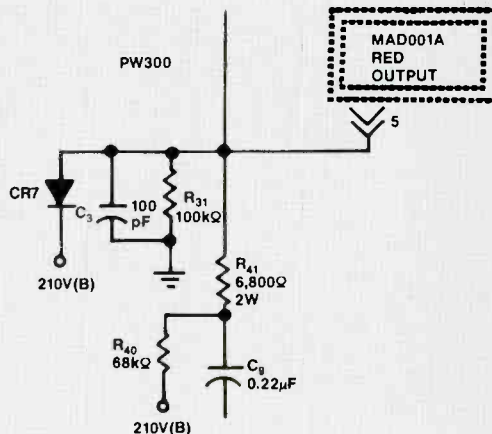 MAD001A
RED
OUTPUT
PW300
5
CR7
C3
100
pF
R31
100kΩ
210V(B)
R41
6,800Ω
2W
R40
68kΩ
C9
0.22μF
210V(B)